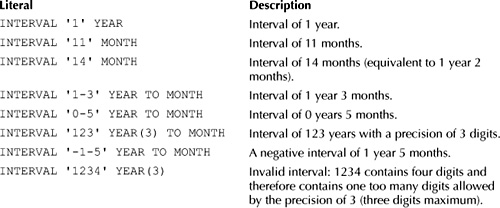 Literal Description
INTERVAL '1' YEAR Interval of 1 year.
INTERVAL '11' MONTH Interval of 11 months.
INTERVAL '14' MONTH Interval of 14 months (equivalent to 1 year 2
months).
INTERVAL '1-3' YEAR TO MONTH Interval of 1 year 3 months.
INTERVAL '0-5' YEAR TO MONTH Interval of 0 years 5 months.
INTERVAL '123' YEAR(3) TO MONTH Interval of 123 years with a precision of 3 digits.
INTERVAL '-1-5' YEAR TO MONTH A negative interval of 1 year 5 months.
INTERVAL '1234' YEAR(3) Invalid interval: 1234 contains four digits and
therefore contains one too many digits allowed
by the precision of 3 (three digits maximum).